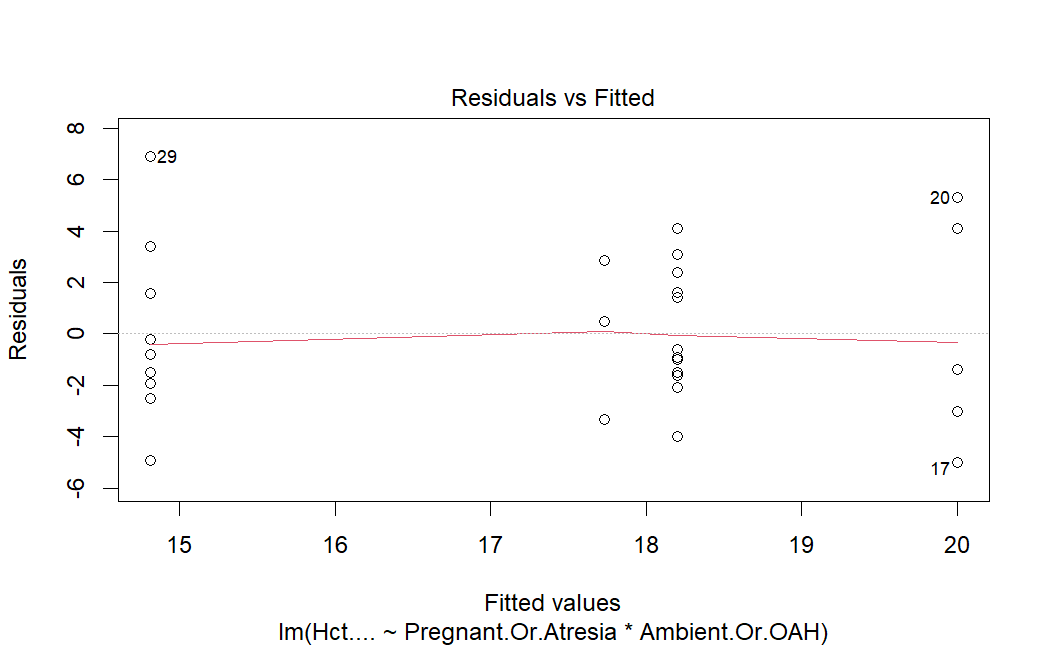 Residuals vs Fitted
8
6
4
2
0
-2
-4
-6
Residuals
29
20
17
15 16 17 18 19 20
Fitted values
lm(Hct.... ~ Pregnant.Or.Atresia * Ambient.Or.OAH)